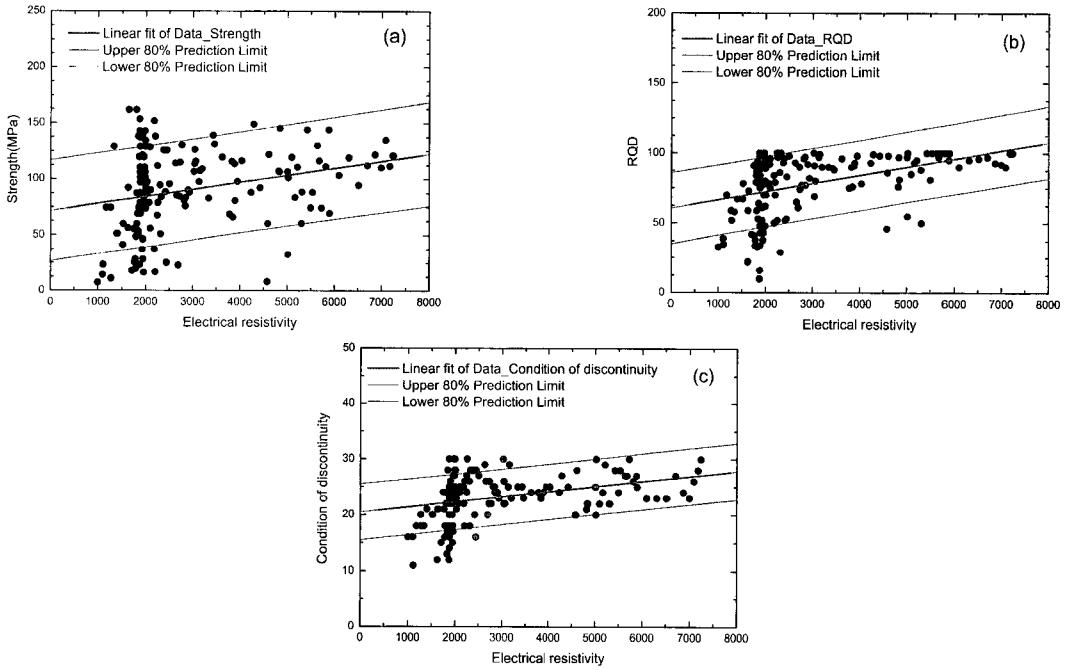 250
200
150
100
50
0
Strength(MPa)
Linear fit of Data_Strength
Upper 80% Prediction Limit
Lower 80% Prediction Limit
(a)
0 1000 2000 3000 4000 5000 6000 7000 8000
Electrical resistivity
200
150
100
50
0
RQD
Linear fit of Data_RQD
Upper 80% Prediction Limit
Lower 80% Prediction Limit
(b)
0 1000 2000 3000 4000 5000 6000 7000 8000
Electrical resistivity
50
40
30
20
10
0
Condition of discontinuity
Linear fit of Data_Condition of discontinuity
Upper 80% Prediction Limit
Lower 80% Prediction Limit
(c)
0 1000 2000 3000 4000 5000 6000 7000 8000
Electrical resistivity